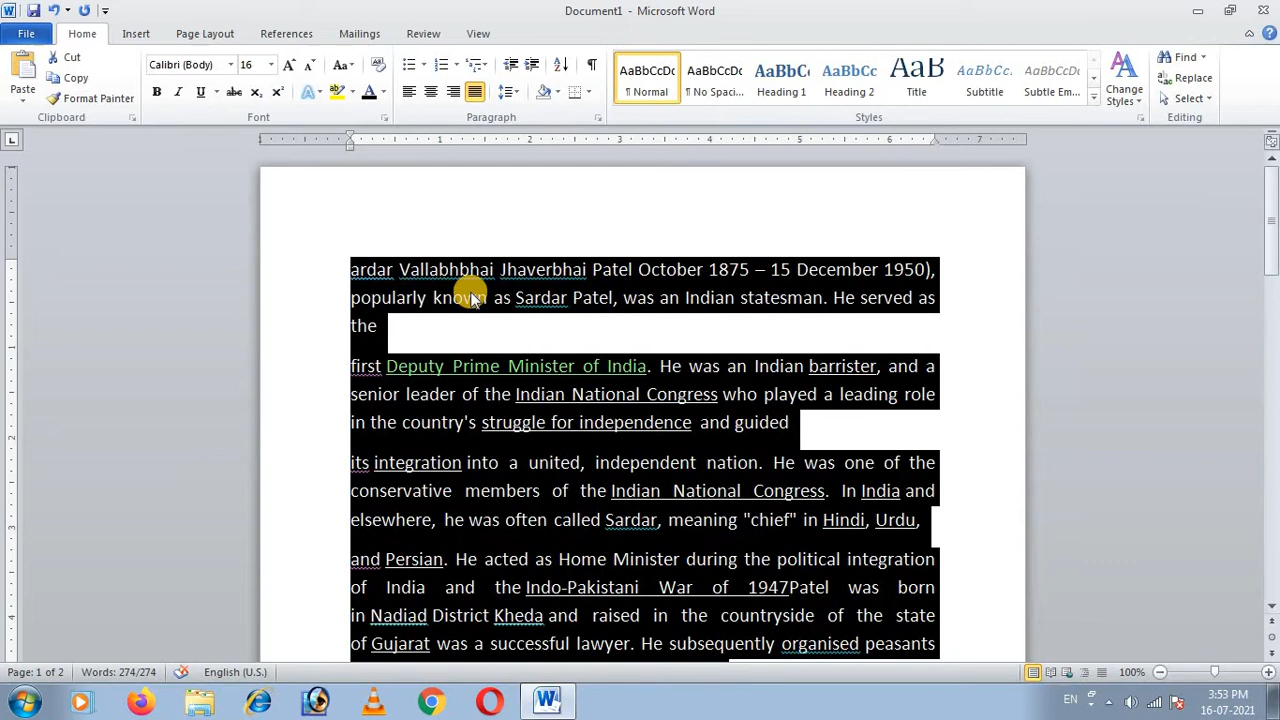 Document1 - Microsoft Word
File Home Insert Page Layout References Mailings Review View
Paste
Cut
Copy
Format Painter
Clipboard
Calibri (Body) 16
Font
Paragraph
AaBbCcDc AaBbCcDc AaBbCc AaBbCc AaB AaBbCc. AaBbCcDc
¶ Normal ¶ No Spaci... Heading 1 Heading 2 Title Subtitle Subtle Em...
Change
Styles
Styles
Find
Replace
Select
Editing
ardar Vallabhbhai Jhaverbhai Patel October 1875 – 15 December 1950),
popularly known as Sardar Patel, was an Indian statesman. He served as
the
first Deputy Prime Minister of India. He was an Indian barrister, and a
senior leader of the Indian National Congress who played a leading role
in the country's struggle for independence and guided
its integration into a united, independent nation. He was one of the
conservative members of the Indian National Congress. In India and
elsewhere, he was often called Sardar, meaning "chief" in Hindi, Urdu,
and Persian. He acted as Home Minister during the political integration
of India and the Indo-Pakistani War of 1947Patel was born
in Nadiad District Kheda and raised in the countryside of the state
of Gujarat was a successful lawyer. He subsequently organised peasants
Page: 1 of 2 Words: 274/274 English (U.S.) 100%
EN 3:53 PM
16-07-2021